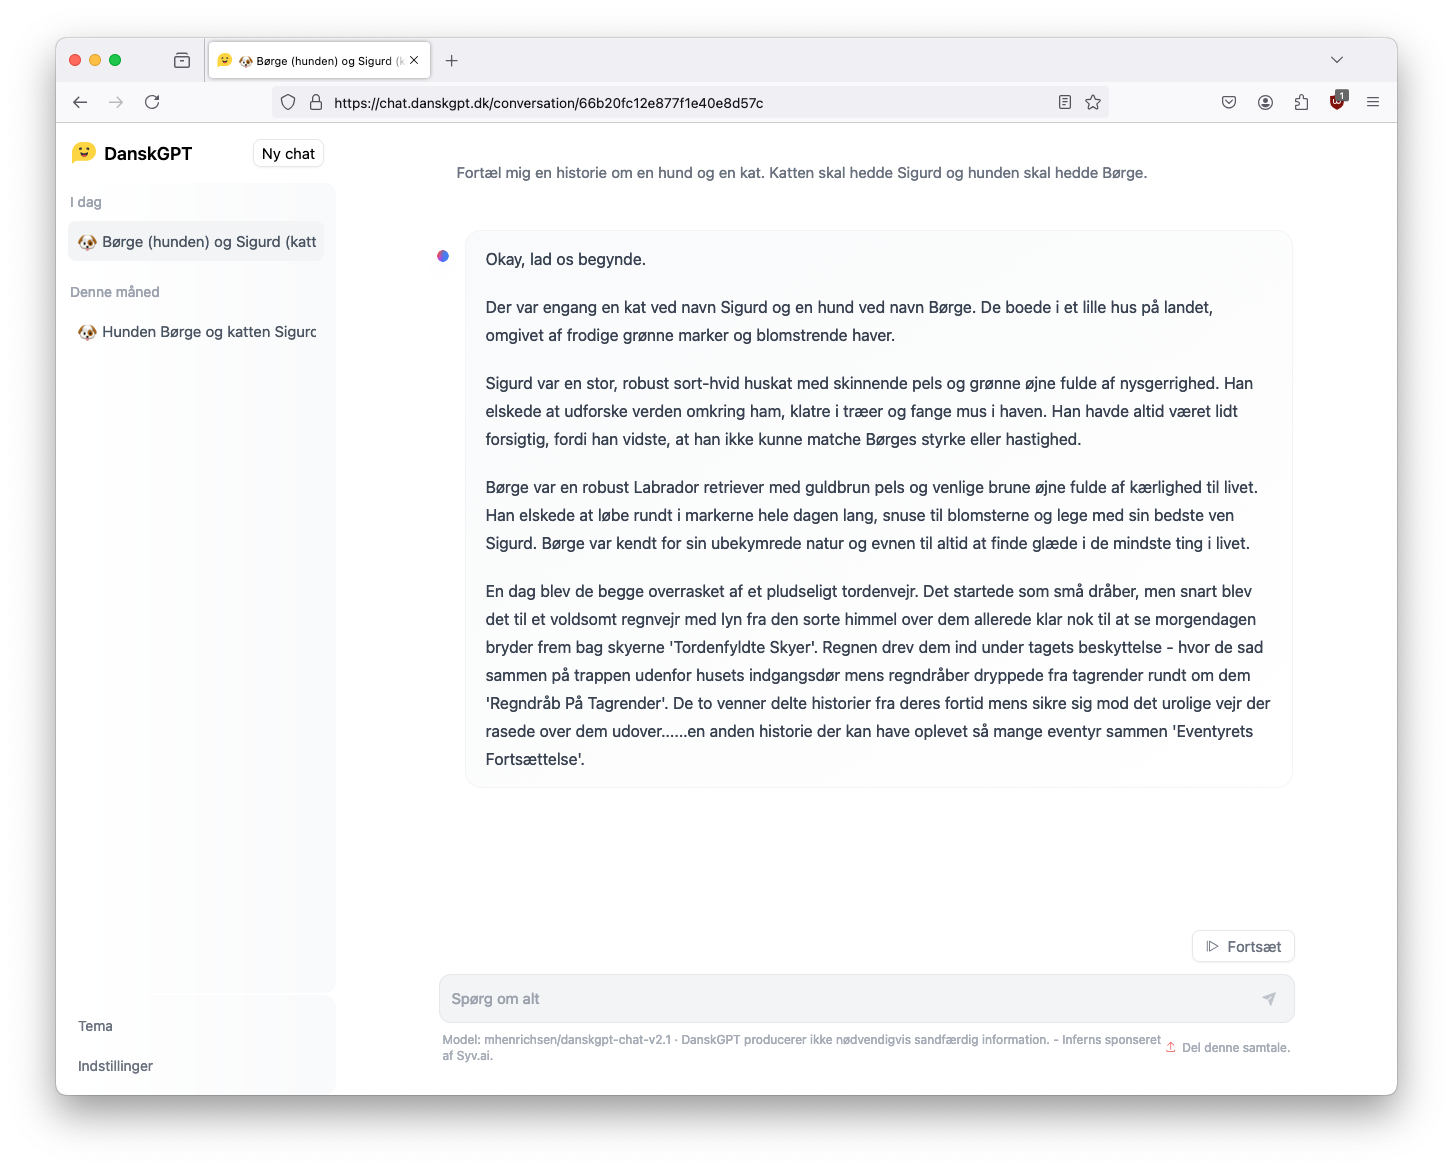 Børge (hunden) og Sigurd (k
https://chat.danskgpt.dk/conversation/66b20fc12e877f1e40e8d57c
1
DanskGPT
Ny chat
I dag
Børge (hunden) og Sigurd (katt
Denne måned
Hunden Børge og katten Sigurd
Tema
Indstillinger
Fortæl mig en historie om en hund og en kat. Katten skal hedde Sigurd og hunden skal hedde Børge.
Okay, lad os begynde.
Der var engang en kat ved navn Sigurd og en hund ved navn Børge. De boede i et lille hus på landet,
omgivet af frodige grønne marker og blomstrende haver.
Sigurd var en stor, robust sort-hvid huskat med skinnende pels og grønne øjne fulde af nysgerrighed. Han
elskede at udforske verden omkring ham, klatre i træer og fange mus i haven. Han havde altid været lidt
forsigtig, fordi han vidste, at han ikke kunne matche Børges styrke eller hastighed.
Børge var en robust Labrador retriever med guldbrun pels og venlige brune øjne fulde af kærlighed til livet.
Han elskede at løbe rundt i markerne hele dagen lang, snuse til blomsterne og lege med sin bedste ven
Sigurd. Børge var kendt for sin ubekymrede natur og evnen til altid at finde glæde i de mindste ting i livet.
En dag blev de begge overrasket af et pludseligt tordenvejr. Det startede som små dråber, men snart blev
det til et voldsomt regnvejr med lyn fra den sorte himmel over dem allerede klar nok til at se morgendagen
bryder frem bag skyerne 'Tordenfyldte Skyer'. Regnen drev dem ind under tagets beskyttelse - hvor de sad
sammen på trappen udenfor husets indgangsdør mens regndråber dryppede fra tagrender rundt om dem
'Regndråb På Tagrender'. De to venner delte historier fra deres fortid mens sikre sig mod det urolige vejr der
rasede over dem udover......en anden historie der kan have oplevet så mange eventyr sammen 'Eventyrets
Fortsættelse'.
Fortsæt
Spørg om alt
Model: mhenrichsen/danskgpt-chat-v2.1 · DanskGPT producerer ikke nødvendigvis sandfærdig information. - Inferns sponseret
af Syv.ai.
Del denne samtale.